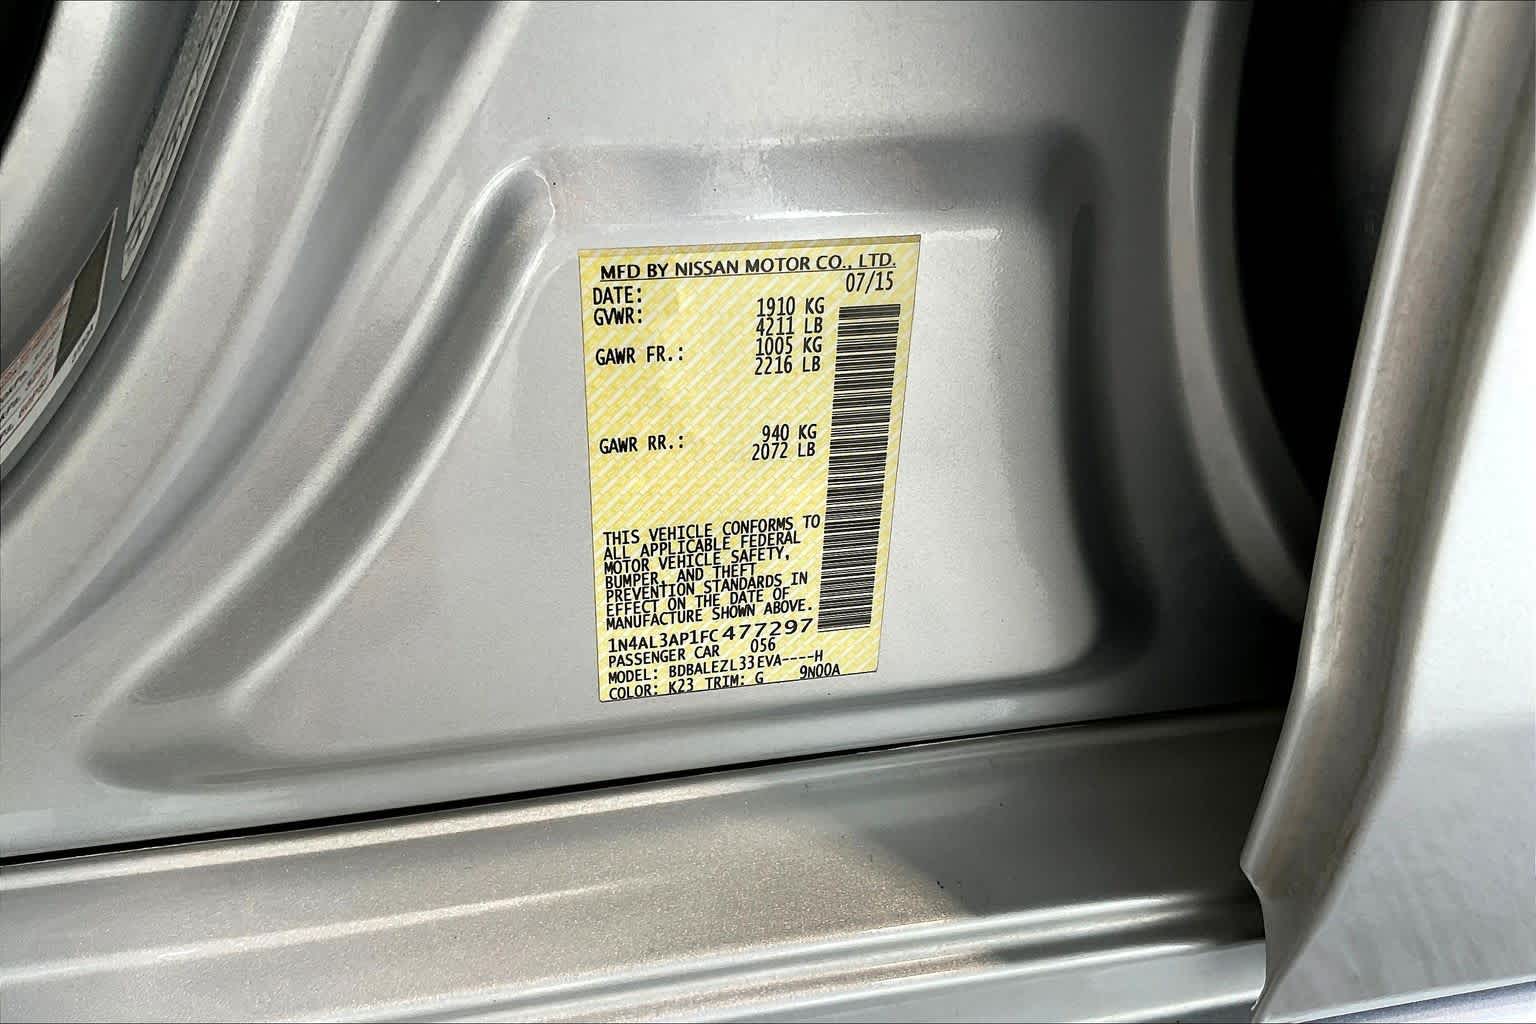 MFD BY NISSAN MOTOR CO., LTD.
DATE: 07/15
GVWR: 1910 KG
4211 LB
GAWR FR.: 1005 KG
2216 LB
GAWR RR.: 940 KG
2072 LB
THIS VEHICLE CONFORMS TO
ALL APPLICABLE FEDERAL
MOTOR VEHICLE SAFETY,
BUMPER, AND THEFT
PREVENTION STANDARDS IN
EFFECT ON THE DATE OF
MANUFACTURE SHOWN ABOVE.
1N4AL3AP1FC477297
PASSENGER CAR 056
MODEL: BDBALEZL33EVA----H
COLOR: K23 TRIM: G 9N00A